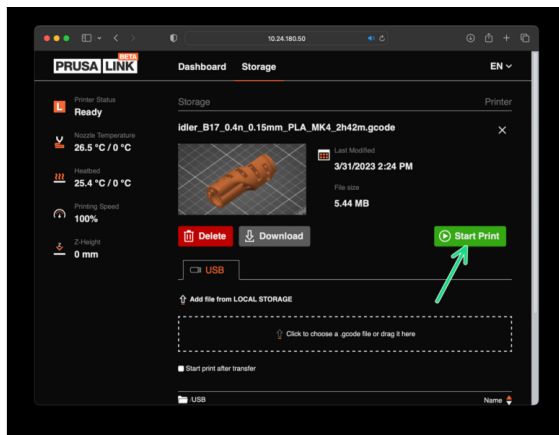 10.24.180.50
PRUSA LINK
BETA
Dashboard
Storage
EN
Printer Status
Ready
Nozzle Temperature
26.5 °C / 0 °C
Heatbed
25.4 °C / 0 °C
Printing Speed
100%
Z-Height
0 mm
Storage
Printer
idler_B17_0.4n_0.15mm_PLA_MK4_2h42m.gcode
Last Modified
3/31/2023 2:24 PM
File size
5.44 MB
Delete
Download
Start Print
USB
Add file from LOCAL STORAGE
Click to choose a .gcode file or drag it here
Start print after transfer
/USB
Name